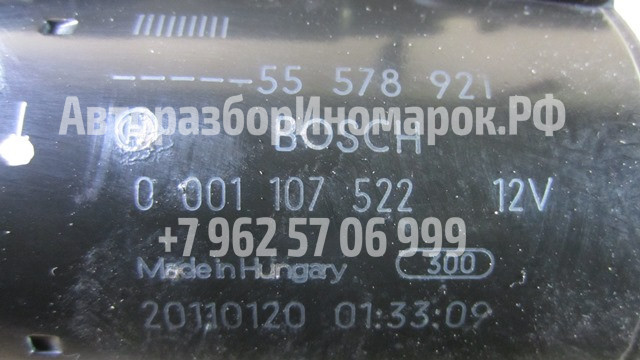 -----55 578 921
АвторазборИномарок.РФ
BOSCH
0 001 107 522 12V
+7 962 57 06 999
Made in Hungary 300
20110120 01:33:09